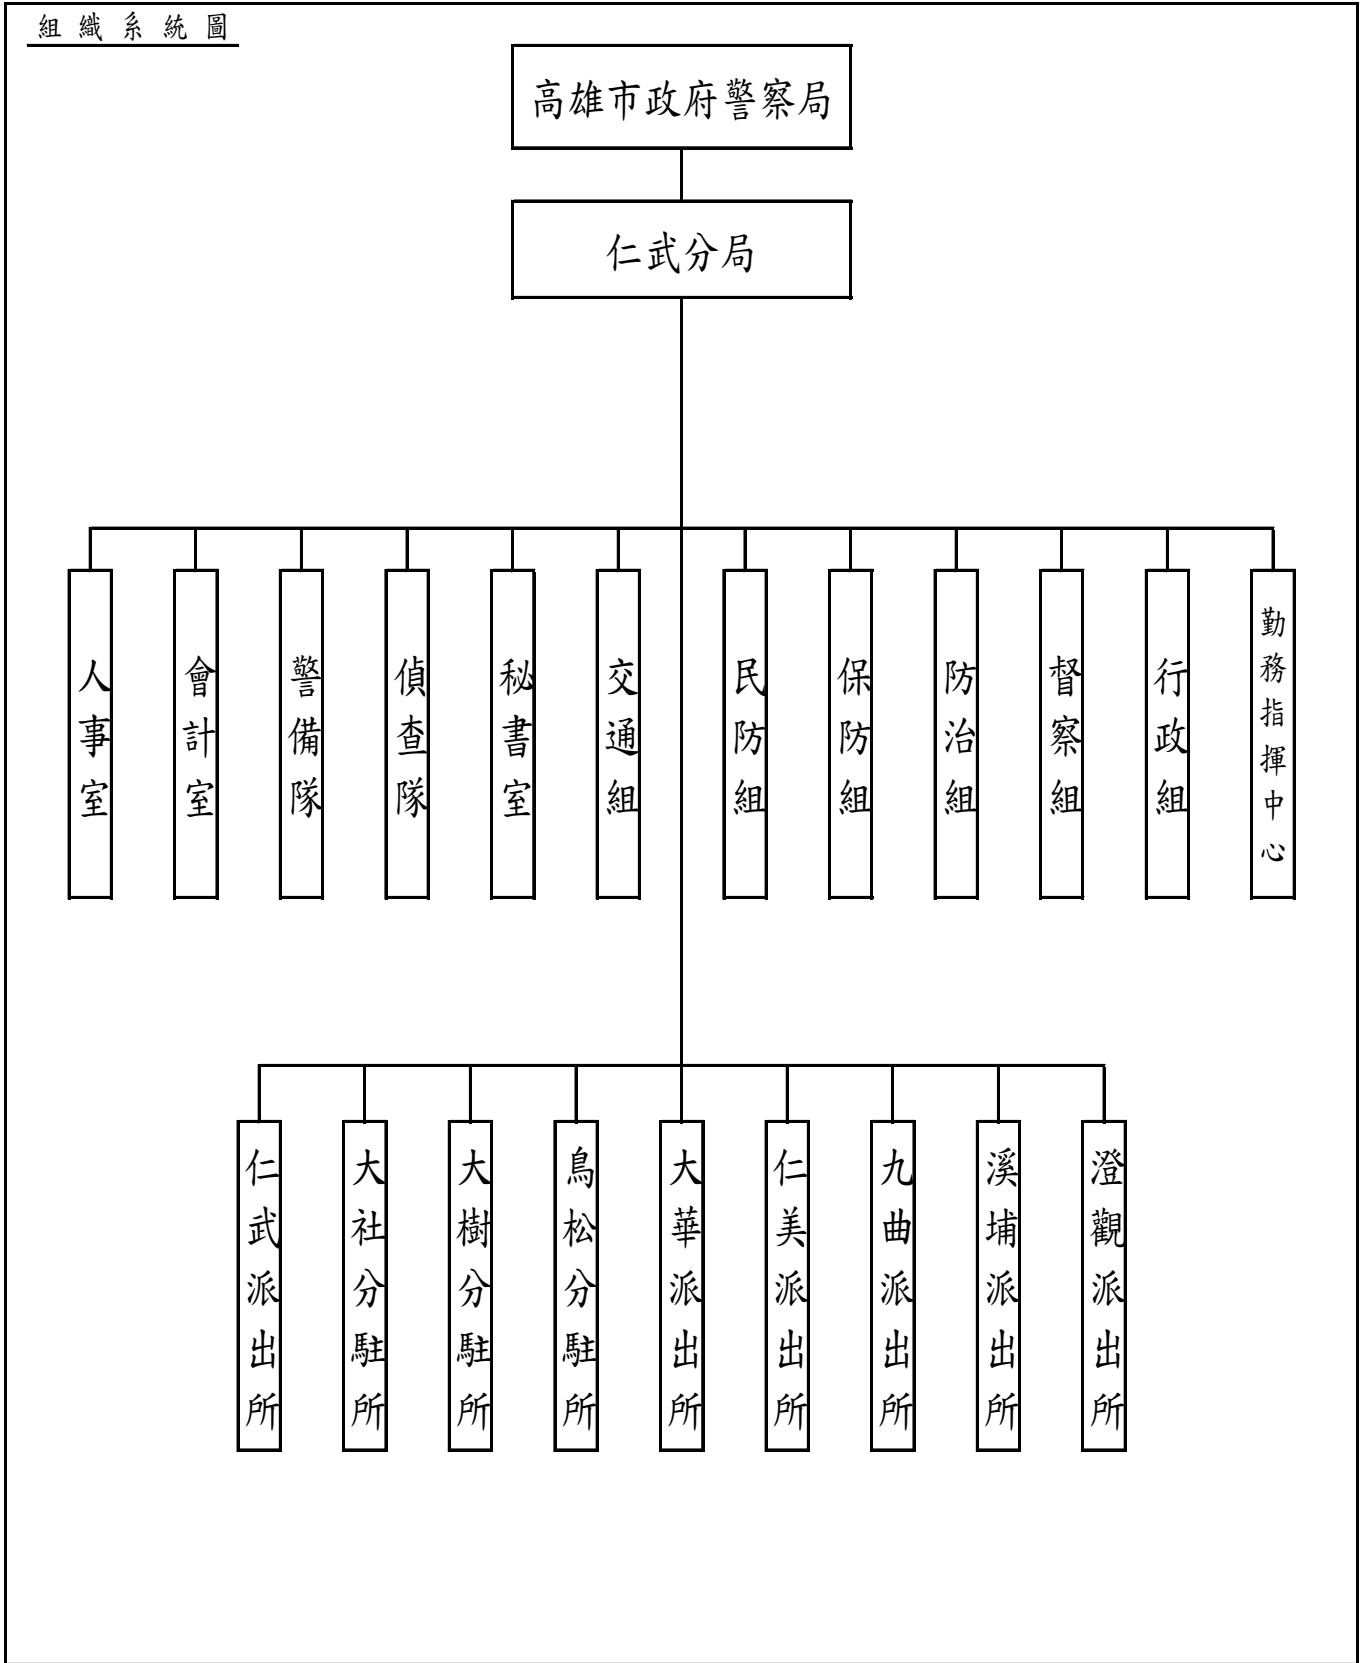 組織系統圖
高雄市政府警察局
仁武分局
人事室
會計室
警備隊
偵查隊
秘書室
交通組
民防組
保防組
防治組
督察組
行政組
勤務指揮中心
仁武派出所
大社分駐所
大樹分駐所
鳥松分駐所
大華派出所
仁美派出所
九曲派出所
溪埔派出所
澄觀派出所